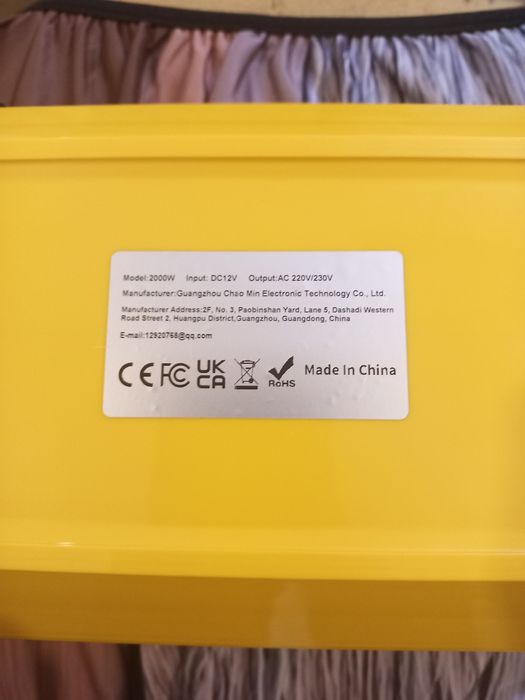 Model:2000W Input: DC12V Output:AC 220V/230V
Manufacturer:Guangzhou Chao Min Electronic Technology Co., Ltd.
Manufacturer Address:2F, No. 3, Paobinshan Yard, Lane 5, Dashadi Western
Road Street 2, Huangpu District,Guangzhou, Guangdong, China
E-mail:12920768@qq.com
CE FC UK CA RoHS Made In China